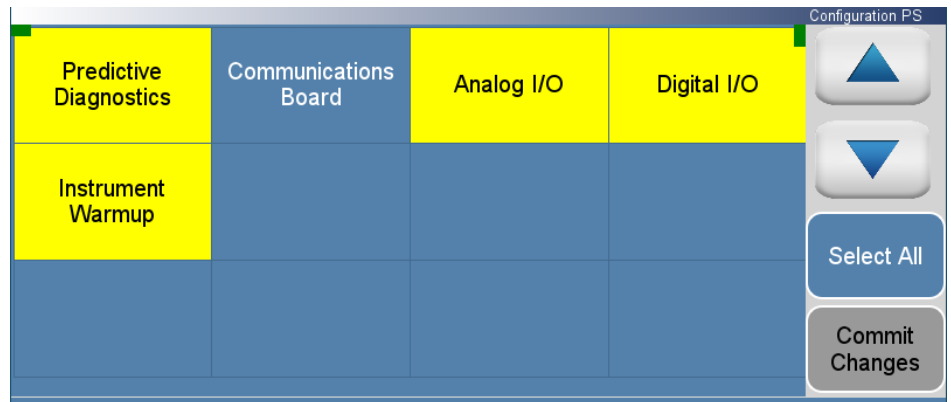 Configuration PS
Predictive
Diagnostics
Communications
Board
Analog I/O
Digital I/O
Instrument
Warmup
Select All
Commit
Changes